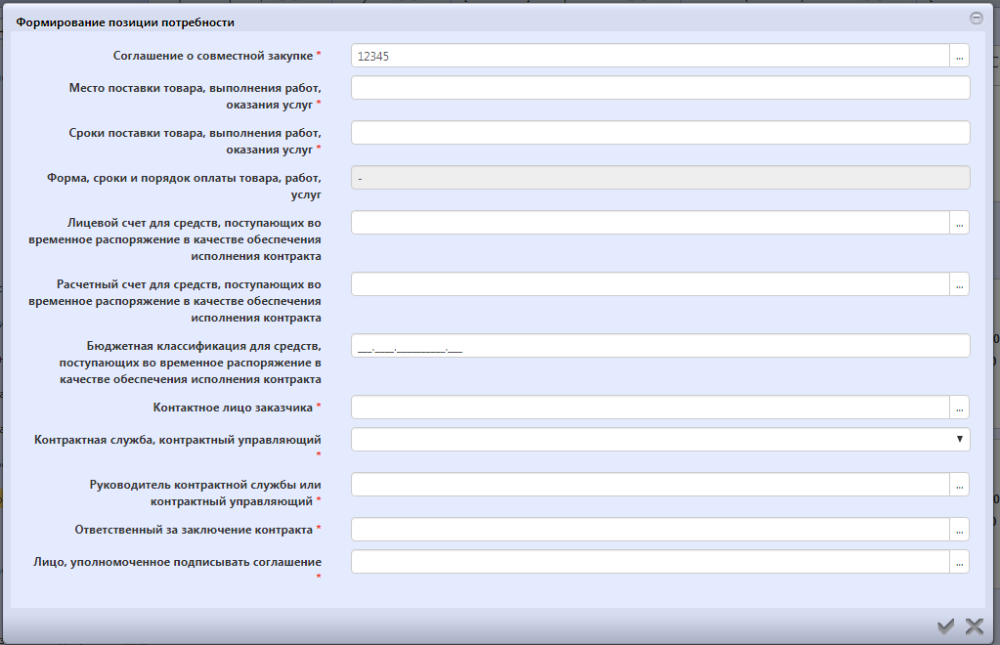 Формирование позиции потребности
Соглашение о совместной закупке *
12345
...
Место поставки товара, выполнения работ,
оказания услуг *
Сроки поставки товара, выполнения работ,
оказания услуг *
Форма, сроки и порядок оплаты товара, работ,
услуг
-
Лицевой счет для средств, поступающих во
временное распоряжение в качестве обеспечения
исполнения контракта
...
Расчетный счет для средств, поступающих во
временное распоряжение в качестве обеспечения
исполнения контракта
...
Бюджетная классификация для средств,
поступающих во временное распоряжение в
качестве обеспечения исполнения контракта
___.____.__________.___
Контактное лицо заказчика *
...
Контрактная служба, контрактный управляющий
*
Руководитель контрактной службы или
контрактный управляющий *
...
Ответственный за заключение контракта *
...
Лицо, уполномоченное подписывать соглашение
*
...